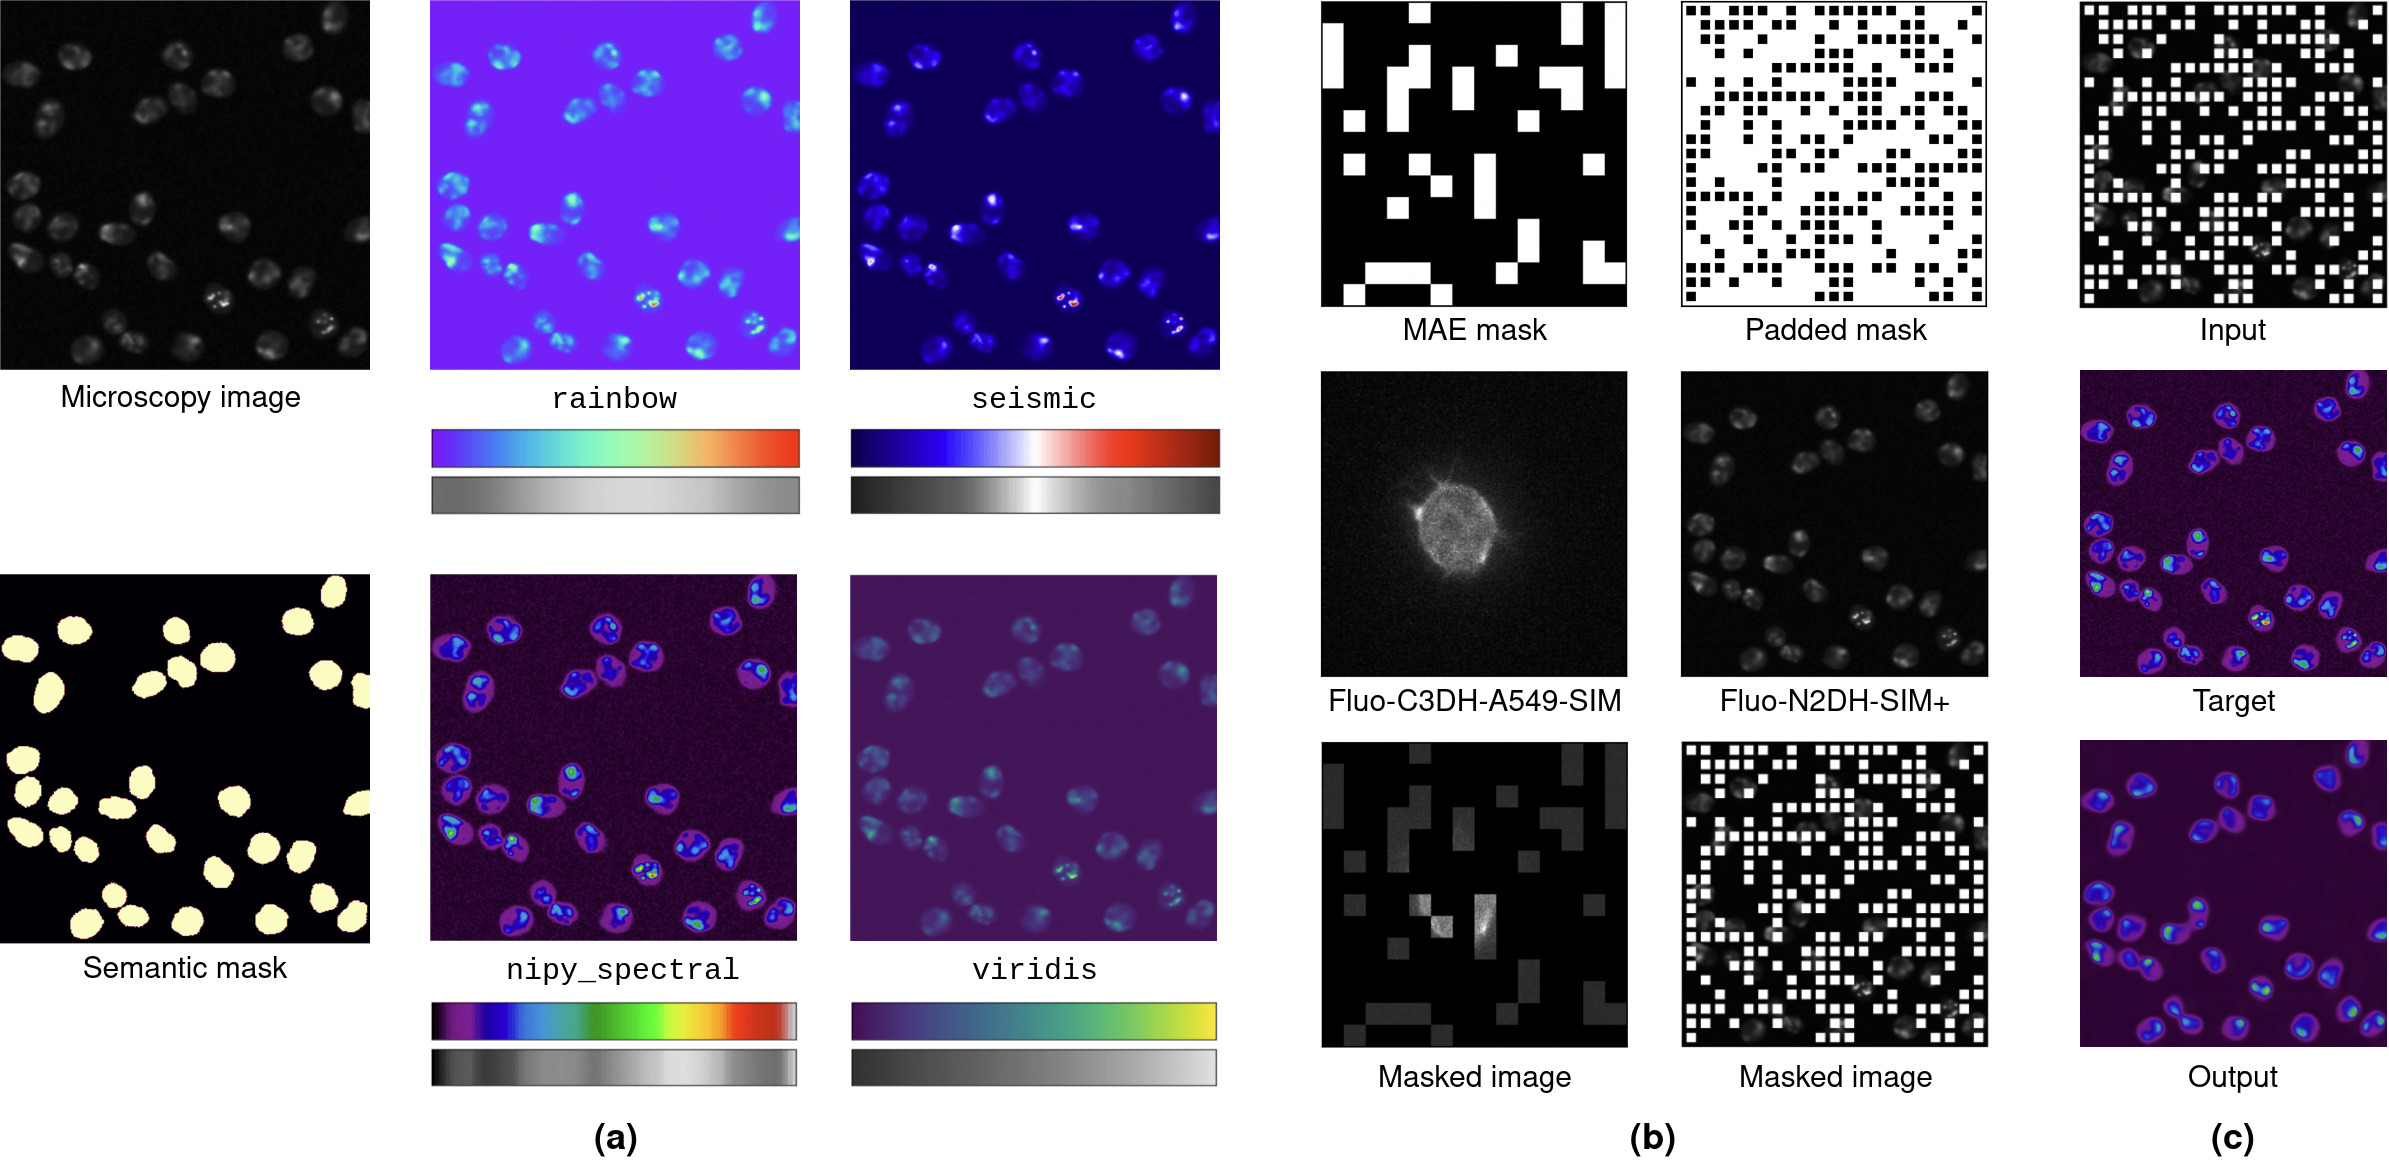 Microscopy image
rainbow
seismic
Semantic mask
nipy_spectral
viridis
(a)
MAE mask
Padded mask
Fluo-C3DH-A549-SIM
Fluo-N2DH-SIM+
Masked image
Masked image
(b)
Input
Target
Output
(c)